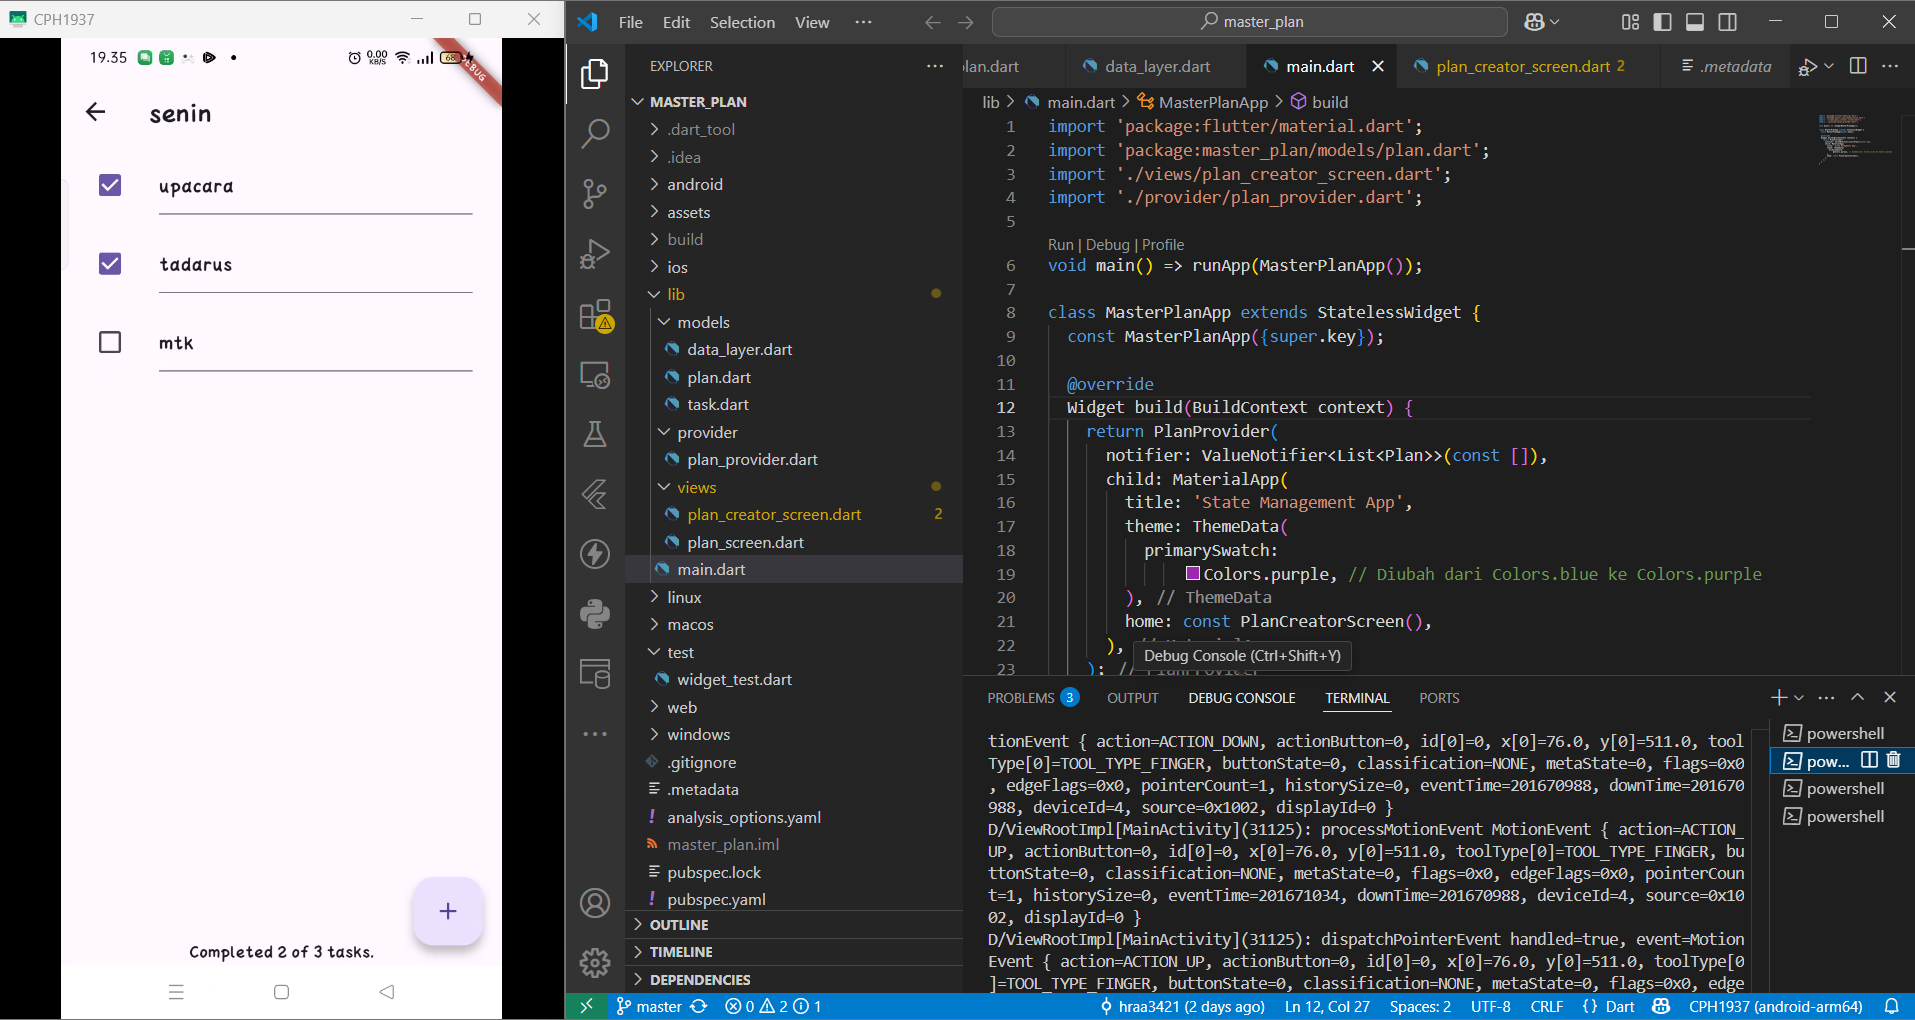 CPH1937
19.35
0.00
KB/S
68
DEBUG
senin
upacara
tadarus
mtk
Completed 2 of 3 tasks.
File Edit Selection View ···
master_plan
EXPLORER ···
MASTER_PLAN
.dart_tool
.idea
android
assets
build
ios
lib
models
data_layer.dart
plan.dart
task.dart
provider
plan_provider.dart
views
plan_creator_screen.dart 2
plan_screen.dart
main.dart
linux
macos
test
widget_test.dart
web
windows
.gitignore
.metadata
analysis_options.yaml
master_plan.iml
pubspec.lock
pubspec.yaml
OUTLINE
TIMELINE
DEPENDENCIES
lan.dart data_layer.dart main.dart plan_creator_screen.dart 2 .metadata
lib > main.dart > MasterPlanApp > build
1 import 'package:flutter/material.dart';
2 import 'package:master_plan/models/plan.dart';
3 import './views/plan_creator_screen.dart';
4 import './provider/plan_provider.dart';
5
Run | Debug | Profile
6 void main() => runApp(MasterPlanApp());
7
8 class MasterPlanApp extends StatelessWidget {
9 const MasterPlanApp({super.key});
10
11 @override
12 Widget build(BuildContext context) {
13 return PlanProvider(
14 notifier: ValueNotifier<List<Plan>>(const []),
15 child: MaterialApp(
16 title: 'State Management App',
17 theme: ThemeData(
18 primarySwatch:
19 Colors.purple, // Diubah dari Colors.blue ke Colors.purple
20 ), // ThemeData
21 home: const PlanCreatorScreen(),
22 ),
Debug Console (Ctrl+Shift+Y)
23 ); // PlanProvider
PROBLEMS 3 OUTPUT DEBUG CONSOLE TERMINAL PORTS
tionEvent { action=ACTION_DOWN, actionButton=0, id[0]=0, x[0]=76.0, y[0]=511.0, tool
Type[0]=TOOL_TYPE_FINGER, buttonState=0, classification=NONE, metaState=0, flags=0x0
, edgeFlags=0x0, pointerCount=1, historySize=0, eventTime=201670988, downTime=201670
988, deviceId=4, source=0x1002, displayId=0 }
D/ViewRootImpl[MainActivity](31125): processMotionEvent MotionEvent { action=ACTION_
UP, actionButton=0, id[0]=0, x[0]=76.0, y[0]=511.0, toolType[0]=TOOL_TYPE_FINGER, bu
ttonState=0, classification=NONE, metaState=0, flags=0x0, edgeFlags=0x0, pointerCoun
t=1, historySize=0, eventTime=201671034, downTime=201670988, deviceId=4, source=0x10
02, displayId=0 }
D/ViewRootImpl[MainActivity](31125): dispatchPointerEvent handled=true, event=Motion
Event { action=ACTION_UP, actionButton=0, id[0]=0, x[0]=76.0, y[0]=511.0, toolType[0
]=TOOL_TYPE_FINGER, buttonState=0, classification=NONE, metaState=0, flags=0x0, edge
powershell
pow...
powershell
powershell
master 0 2 1 hraa3421 (2 days ago) Ln 12, Col 27 Spaces: 2 UTF-8 CRLF {} Dart CPH1937 (android-arm64)